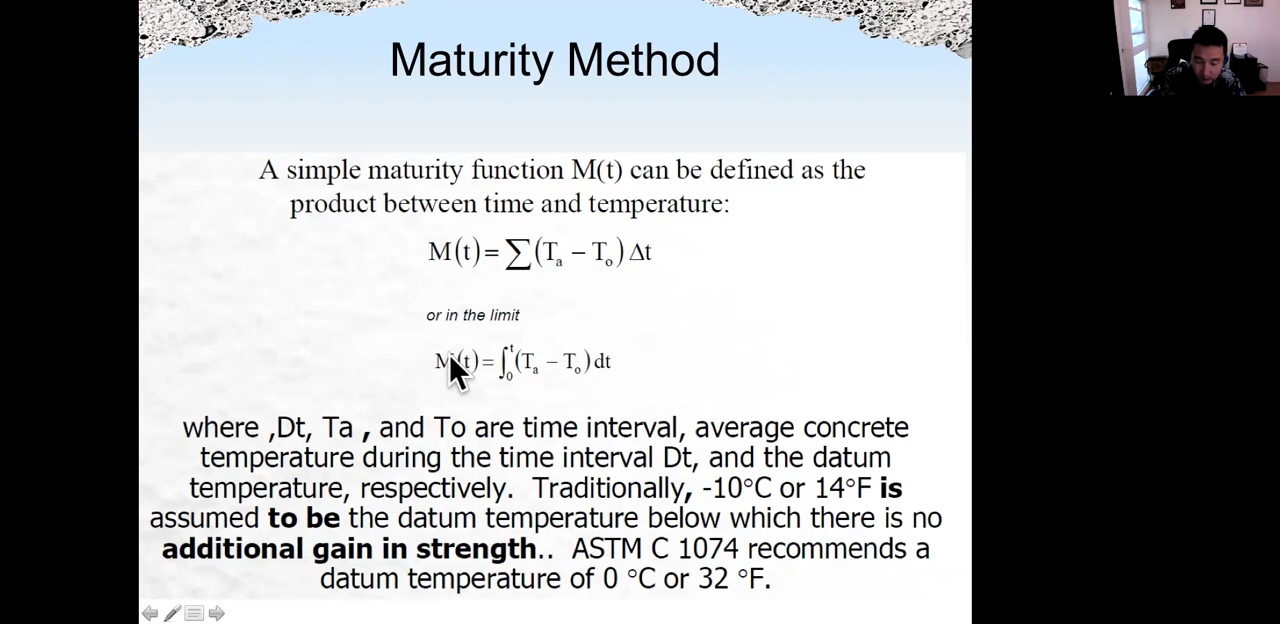 Maturity Method
A simple maturity function M(t) can be defined as the
product between time and temperature:
M(t) = ∑(Tₐ − Tₒ) Δt
or in the limit
M(t) = ∫₀ᵗ(Tₐ − Tₒ) dt
where ,Dt, Ta , and To are time interval, average concrete
temperature during the time interval Dt, and the datum
temperature, respectively. Traditionally, -10°C or 14°F is
assumed to be the datum temperature below which there is no
additional gain in strength.. ASTM C 1074 recommends a
datum temperature of 0 °C or 32 °F.